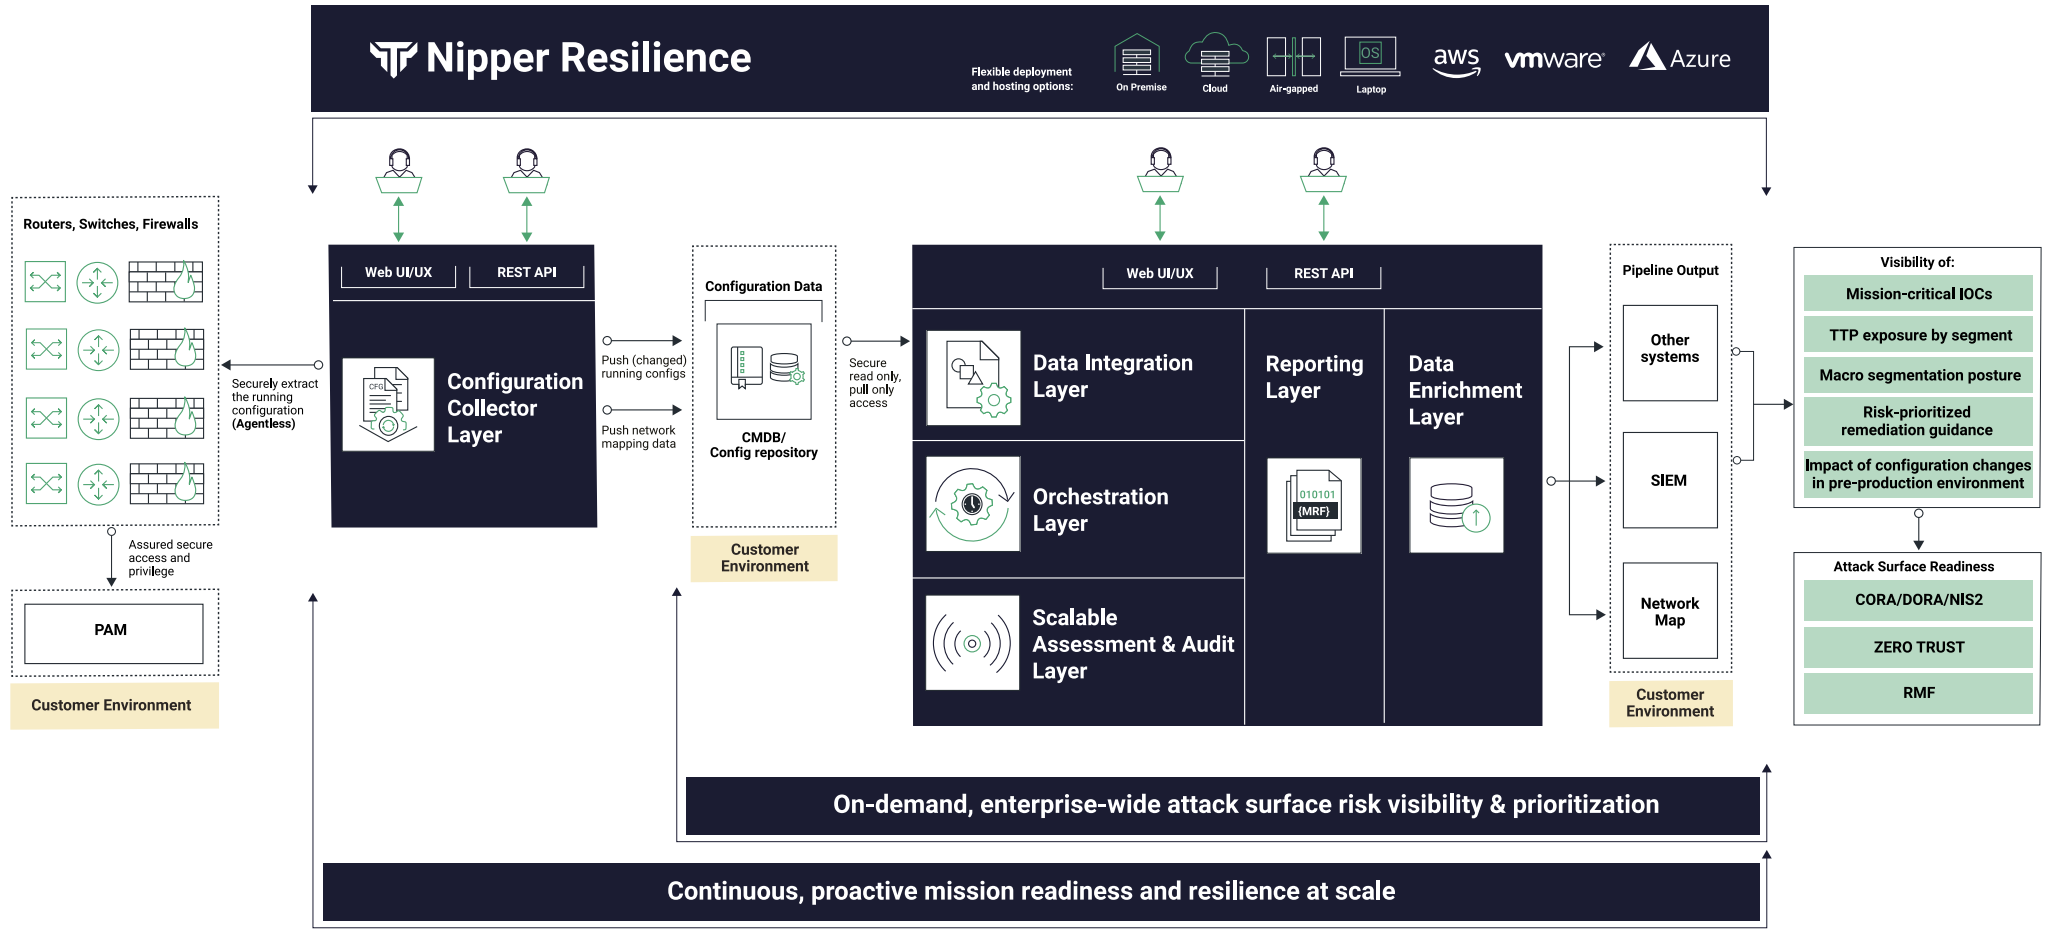 Nipper Resilience
Flexible deployment
and hosting options:
On Premise
Cloud
Air-gapped
OS
Laptop
aws
vmware®
Azure
Routers, Switches, Firewalls
Securely extract
the running
configuration
(Agentless)
Assured secure
access and
privilege
PAM
Customer Environment
Web UI/UX
REST API
CFG
Configuration
Collector
Layer
Push (changed)
running configs
Push network
mapping data
Configuration Data
CMDB/
Config repository
Customer
Environment
Secure
read only,
pull only
access
Web UI/UX
REST API
Data Integration
Layer
Orchestration
Layer
Scalable
Assessment & Audit
Layer
Reporting
Layer
010101
{MRF}
Data
Enrichment
Layer
Pipeline Output
Other
systems
SIEM
Network
Map
Customer
Environment
Visibility of:
Mission-critical IOCs
TTP exposure by segment
Macro segmentation posture
Risk-prioritized
remediation guidance
Impact of configuration changes
in pre-production environment
Attack Surface Readiness
CORA/DORA/NIS2
ZERO TRUST
RMF
On-demand, enterprise-wide attack surface risk visibility & prioritization
Continuous, proactive mission readiness and resilience at scale